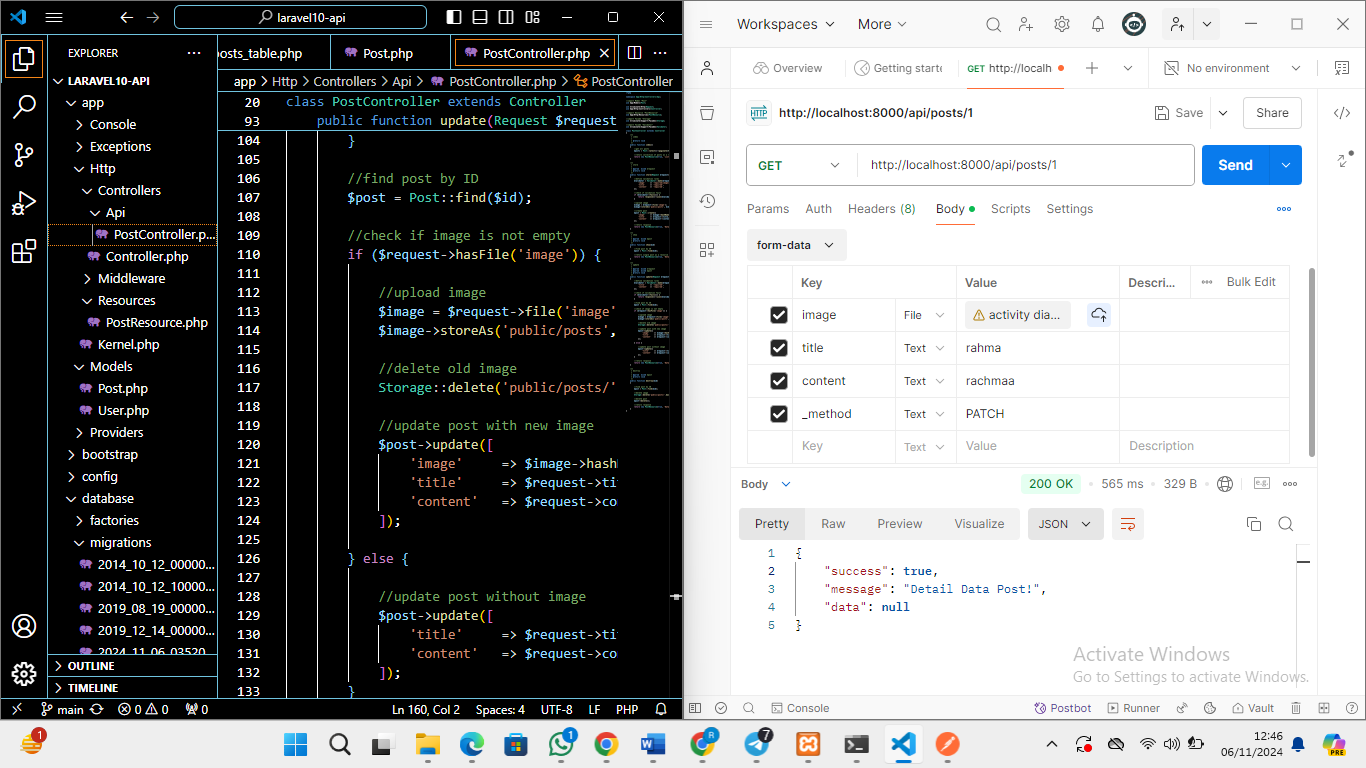 laravel10-api
EXPLORER
LARAVEL10-API
app
Console
Exceptions
Http
Controllers
Api
PostController.p...
Controller.php
Middleware
Resources
PostResource.php
Kernel.php
Models
Post.php
User.php
Providers
bootstrap
config
database
factories
migrations
2014_10_12_00000...
2014_10_12_10000...
2019_08_19_00000...
2019_12_14_00000...
2024_11_06_03520...
OUTLINE
TIMELINE
posts_table.php
Post.php
PostController.php
app > Http > Controllers > Api > PostController.php > PostController
20 class PostController extends Controller
93 public function update(Request $request
104 }
105
106 //find post by ID
107 $post = Post::find($id);
108
109 //check if image is not empty
110 if ($request->hasFile('image')) {
111
112 //upload image
113 $image = $request->file('image'
114 $image->storeAs('public/posts',
115
116 //delete old image
117 Storage::delete('public/posts/'
118
119 //update post with new image
120 $post->update([
121 'image' => $image->hash
122 'title' => $request->ti
123 'content' => $request->co
124 ]);
125
126 } else {
127
128 //update post without image
129 $post->update([
130 'title' => $request->ti
131 'content' => $request->co
132 ]);
133 }
main
0 0
0
Ln 160, Col 2
Spaces: 4
UTF-8
LF
PHP
Workspaces
More
Overview
Getting starte
GET http://localh
No environment
HTTP
http://localhost:8000/api/posts/1
Save
Share
GET
http://localhost:8000/api/posts/1
Send
Params
Auth
Headers (8)
Body
Scripts
Settings
form-data
Key
Value
Descri...
Bulk Edit
image
File
activity dia...
title
Text
rahma
content
Text
rachmaa
_method
Text
PATCH
Key
Text
Value
Description
Body
200 OK
565 ms
329 B
e.g.
Pretty
Raw
Preview
Visualize
JSON
1 {
2 "success": true,
3 "message": "Detail Data Post!",
4 "data": null
5 }
Activate Windows
Go to Settings to activate Windows.
Console
Postbot
Runner
Vault
1
1
R
7
12:46
06/11/2024
PRE